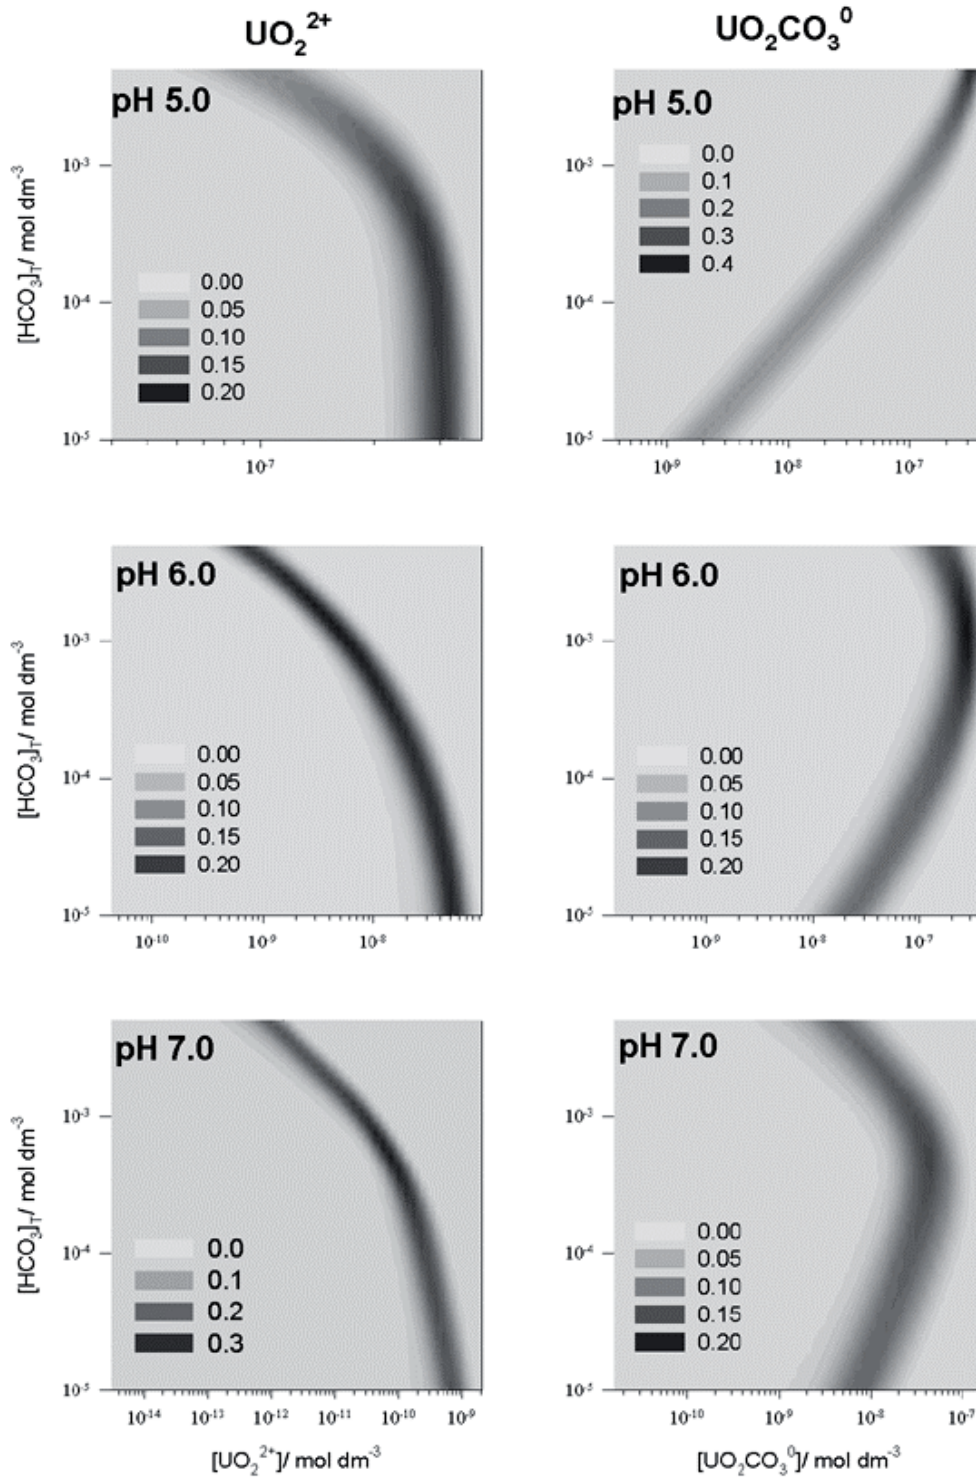 UO₂²⁺
UO₂CO₃⁰
pH 5.0
[HCO₃]_T/ mol dm⁻³
10⁻³
10⁻⁴
10⁻⁵
0.00
0.05
0.10
0.15
0.20
10⁻⁷
pH 5.0
10⁻³
10⁻⁴
10⁻⁵
0.0
0.1
0.2
0.3
0.4
10⁻⁹ 10⁻⁸ 10⁻⁷
pH 6.0
[HCO₃]_T/ mol dm⁻³
10⁻³
10⁻⁴
10⁻⁵
0.00
0.05
0.10
0.15
0.20
10⁻¹⁰ 10⁻⁹ 10⁻⁸
pH 6.0
10⁻³
10⁻⁴
10⁻⁵
0.00
0.05
0.10
0.15
0.20
10⁻⁹ 10⁻⁸ 10⁻⁷
pH 7.0
[HCO₃]_T/ mol dm⁻³
10⁻³
10⁻⁴
10⁻⁵
0.0
0.1
0.2
0.3
10⁻¹⁴ 10⁻¹³ 10⁻¹² 10⁻¹¹ 10⁻¹⁰ 10⁻⁹
[UO₂²⁺]/ mol dm⁻³
pH 7.0
10⁻³
10⁻⁴
10⁻⁵
0.00
0.05
0.10
0.15
0.20
10⁻¹⁰ 10⁻⁹ 10⁻⁸ 10⁻⁷
[UO₂CO₃⁰]/ mol dm⁻³